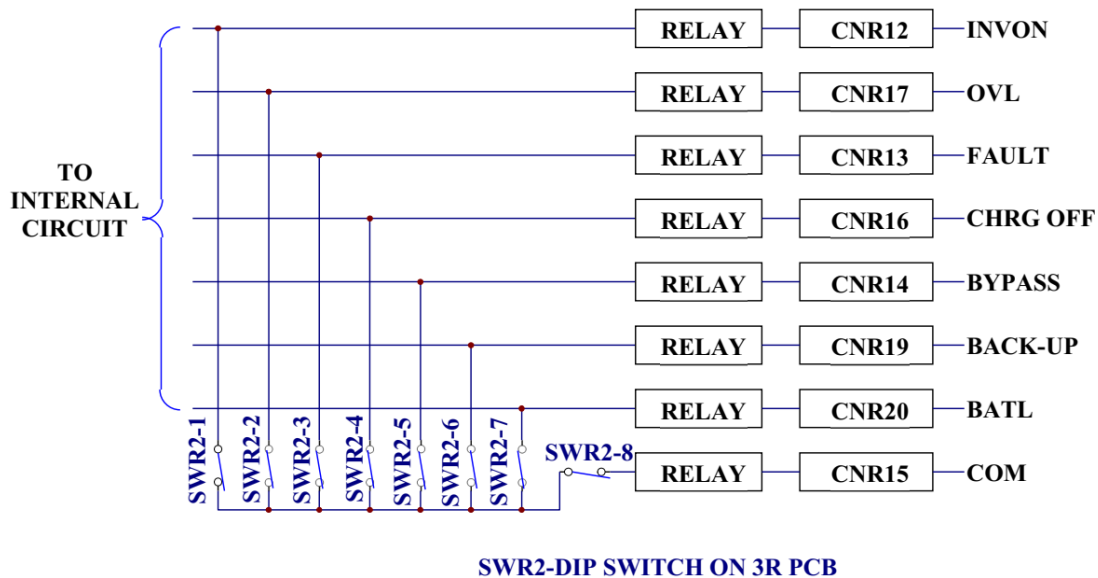 RELAY CNR12 INVON
RELAY CNR17 OVL
RELAY CNR13 FAULT
TO
INTERNAL
CIRCUIT
RELAY CNR16 CHRG OFF
RELAY CNR14 BYPASS
RELAY CNR19 BACK-UP
RELAY CNR20 BATL
SWR2-1
SWR2-2
SWR2-3
SWR2-4
SWR2-5
SWR2-6
SWR2-7
SWR2-8
RELAY CNR15 COM
SWR2-DIP SWITCH ON 3R PCB